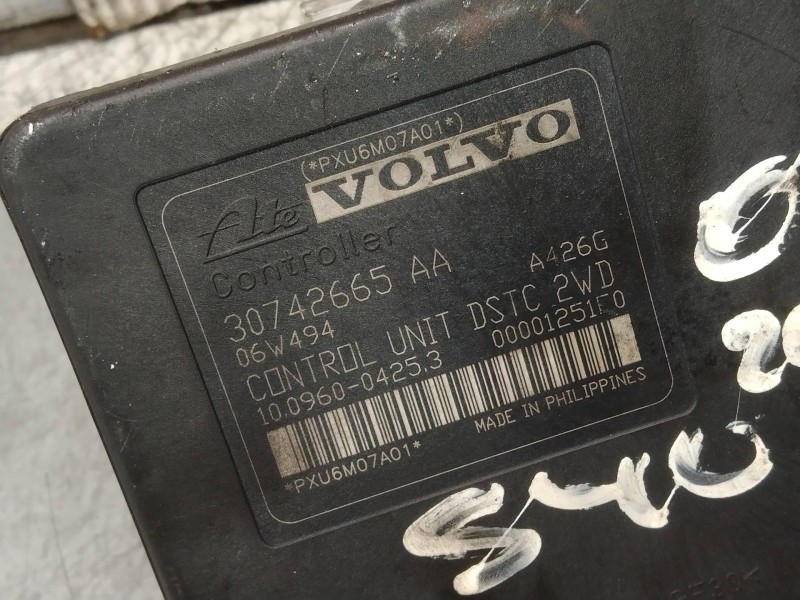 (*PXU6M07A01*)
Ate VOLVO
Controller
30742665 AA A426G
06W494
CONTROL UNIT DSTC 2WD
10.0960-0425.3 00001251F0
*PXU6M07A01*
MADE IN PHILIPPINES